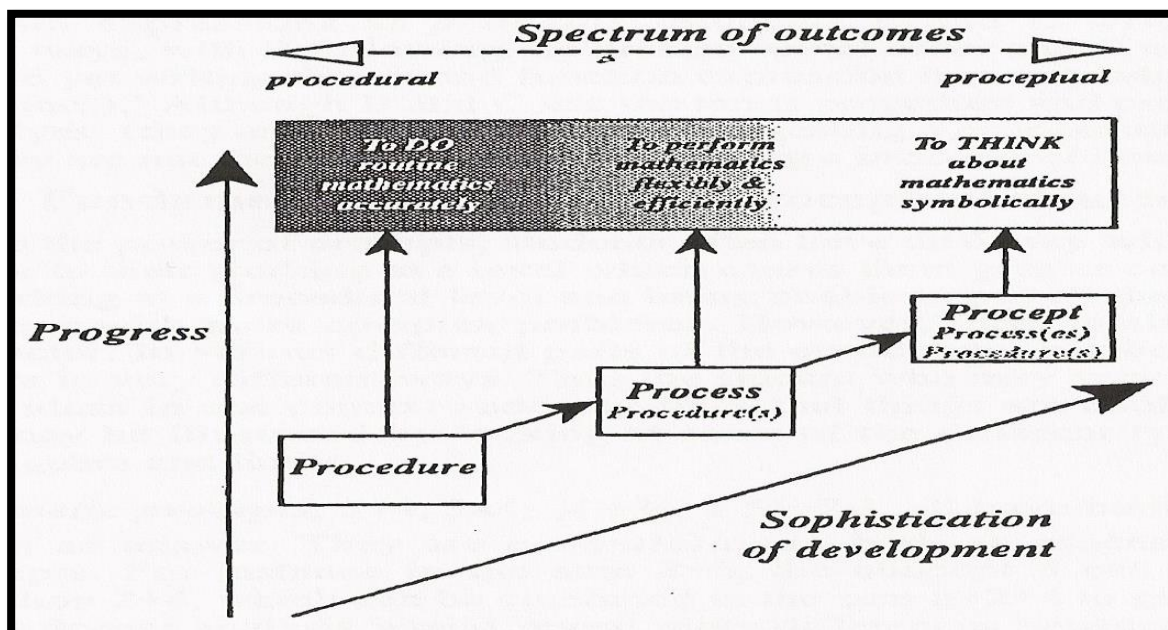 Spectrum of outcomes
procedural
proceptual
To DO
routine
mathematics
accurately
To perform
mathematics
flexibly &
efficiently
To THINK
about
mathematics
symbolically
Progress
Procept
Process(s)
Procedure(s)
Process
Procedure(s)
Procedure
Sophistication
of development